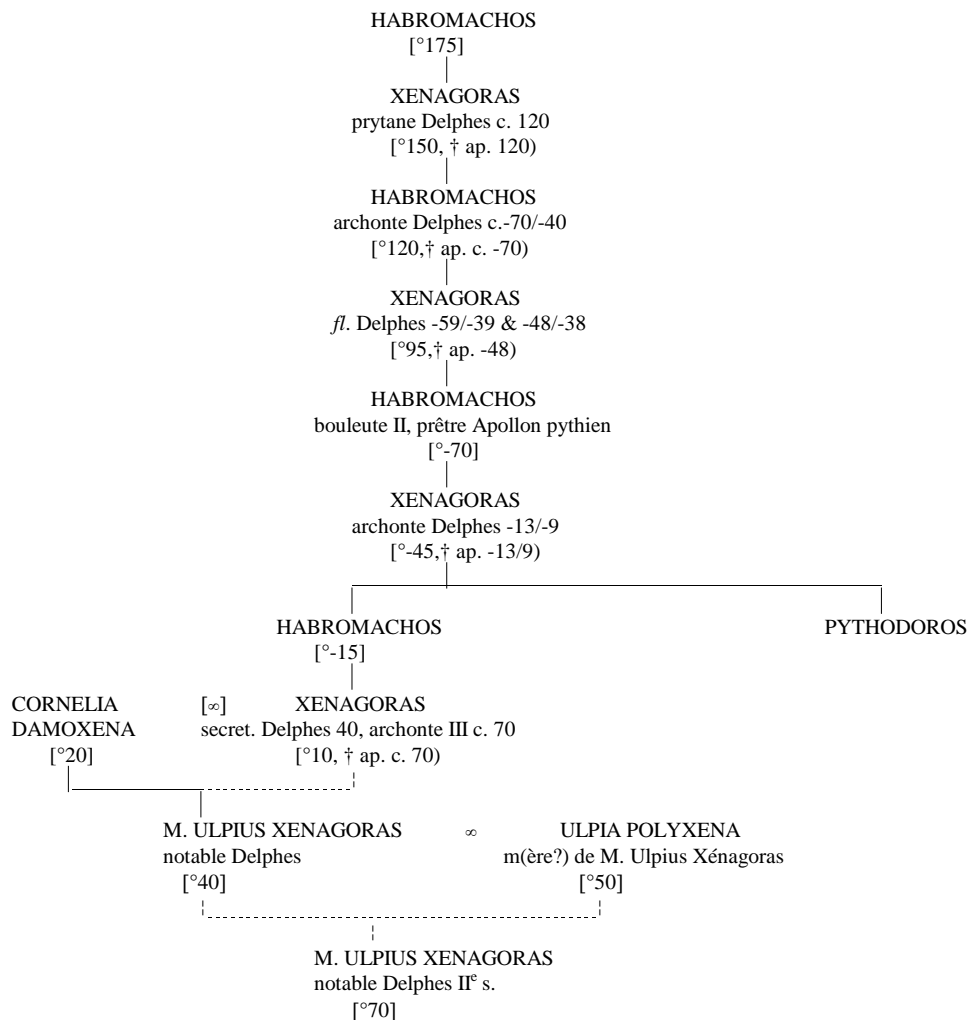 HABROMACHOS
[°175]
XENAGORAS
prytane Delphes c. 120
[°150, † ap. 120)
HABROMACHOS
archonte Delphes c.-70/-40
[°120,† ap. c. -70)
XENAGORAS
fl. Delphes -59/-39 & -48/-38
[°95,† ap. -48)
HABROMACHOS
bouleute II, prêtre Apollon pythien
[°-70]
XENAGORAS
archonte Delphes -13/-9
[°-45,† ap. -13/9)
HABROMACHOS PYTHODOROS
[°-15]
CORNELIA [∞] XENAGORAS
DAMOXENA secret. Delphes 40, archonte III c. 70
[°20] [°10, † ap. c. 70)
M. ULPIUS XENAGORAS ∞ ULPIA POLYXENA
notable Delphes m(ère?) de M. Ulpius Xénagoras
[°40] [°50]
M. ULPIUS XENAGORAS
notable Delphes IIe s.
[°70]